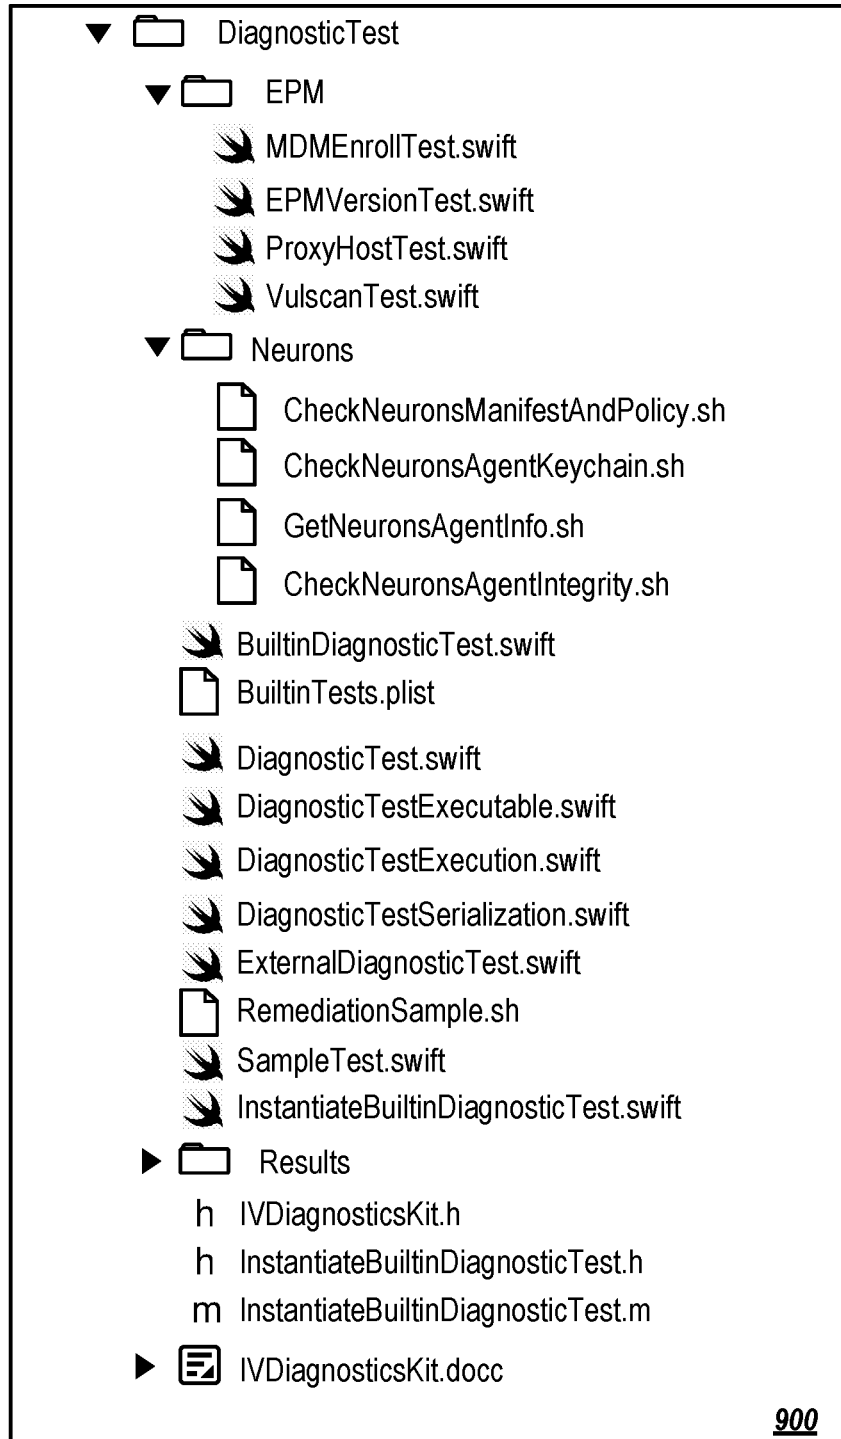 DiagnosticTest
EPM
MDMEnrollTest.swift
EPMVersionTest.swift
ProxyHostTest.swift
VulscanTest.swift
Neurons
CheckNeuronsManifestAndPolicy.sh
CheckNeuronsAgentKeychain.sh
GetNeuronsAgentInfo.sh
CheckNeuronsAgentIntegrity.sh
BuiltinDiagnosticTest.swift
BuiltinTests.plist
DiagnosticTest.swift
DiagnosticTestExecutable.swift
DiagnosticTestExecution.swift
DiagnosticTestSerialization.swift
ExternalDiagnosticTest.swift
RemediationSample.sh
SampleTest.swift
InstantiateBuiltinDiagnosticTest.swift
Results
h IVDiagnosticsKit.h
h InstantiateBuiltinDiagnosticTest.h
m InstantiateBuiltinDiagnosticTest.m
IVDiagnosticsKit.docc
900